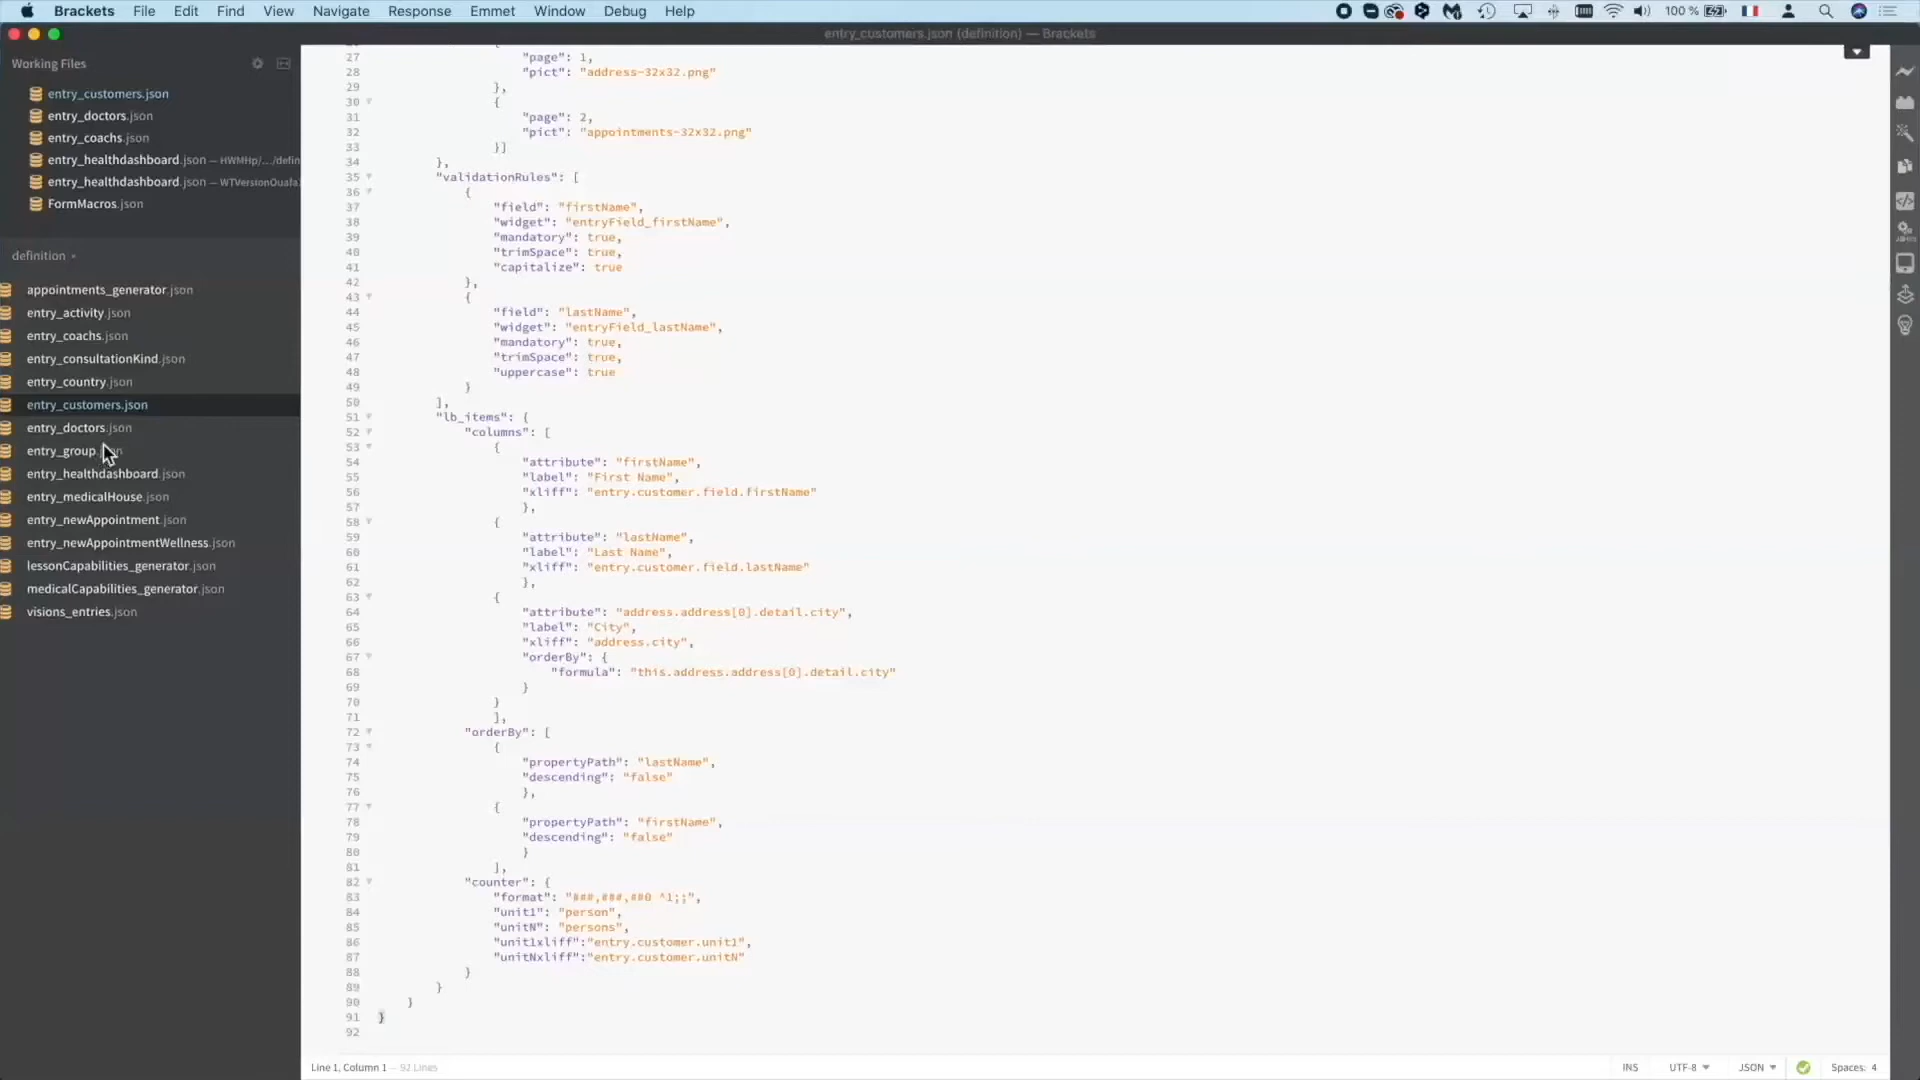 Brackets File Edit Find View Navigate Response Emmet Window Debug Help 100 %
entry_customers.json (definition) — Brackets
Working Files
entry_customers.json
entry_doctors.json
entry_coachs.json
entry_healthdashboard.json — HWMHp/.../defin
entry_healthdashboard.json — WTVersionOuafa
FormMacros.json
definition
appointments_generator.json
entry_activity.json
entry_coachs.json
entry_consultationKind.json
entry_country.json
entry_customers.json
entry_doctors.json
entry_group
entry_healthdashboard.json
entry_medicalHouse.json
entry_newAppointment.json
entry_newAppointmentWellness.json
lessonCapabilities_generator.json
medicalCapabilities_generator.json
visions_entries.json
27 "page": 1,
28 "pict": "address-32x32.png"
29 },
30 {
31 "page": 2,
32 "pict": "appointments-32x32.png"
33 }]
34 },
35 "validationRules": [
36 {
37 "field": "firstName",
38 "widget": "entryField_firstName",
39 "mandatory": true,
40 "trimSpace": true,
41 "capitalize": true
42 },
43 {
44 "field": "lastName",
45 "widget": "entryField_lastName",
46 "mandatory": true,
47 "trimSpace": true,
48 "uppercase": true
49 }
50 ],
51 "lb_items": {
52 "columns": [
53 {
54 "attribute": "firstName",
55 "label": "First Name",
56 "xliff": "entry.customer.field.firstName"
57 },
58 {
59 "attribute": "lastName",
60 "label": "Last Name",
61 "xliff": "entry.customer.field.lastName"
62 },
63 {
64 "attribute": "address.address[0].detail.city",
65 "label": "City",
66 "xliff": "address.city",
67 "orderBy": {
68 "formula": "this.address.address[0].detail.city"
69 }
70 }
71 ],
72 "orderBy": [
73 {
74 "propertyPath": "lastName",
75 "descending": "false"
76 },
77 {
78 "propertyPath": "firstName",
79 "descending": "false"
80 }
81 ],
82 "counter": {
83 "format": "###,###,##0 ^1;;",
84 "unit1": "person",
85 "unitN": "persons",
86 "unit1xliff":"entry.customer.unit1",
87 "unitNxliff":"entry.customer.unitN"
88 }
89 }
90 }
91 }
92
Line 1, Column 1 — 92 Lines INS UTF-8 JSON Spaces: 4